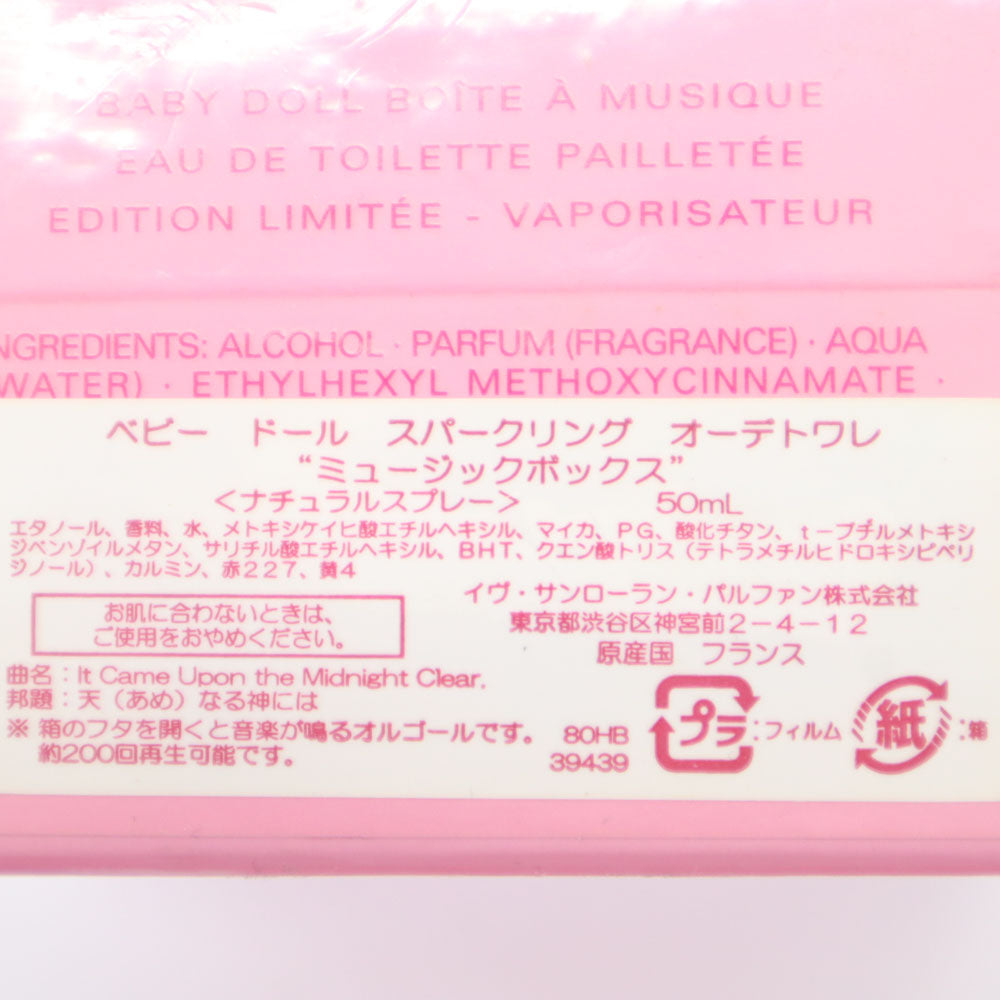 BABY DOLL BOÎTE À MUSIQUE
EAU DE TOILETTE PAILLETÉE
EDITION LIMITÉE - VAPORISATEUR
NGREDIENTS: ALCOHOL · PARFUM (FRAGRANCE) · AQUA
WATER) · ETHYLHEXYL METHOXYCINNAMATE ·
ベビー ドール スパークリング オーデトワレ
“ミュージックボックス”
<ナチュラルスプレー> 50mL
エタノール、香料、水、メトキシケイヒ酸エチルヘキシル、マイカ、PG、酸化チタン、t－ブチルメトキシ
ジベンゾイルメタン、サリチル酸エチルヘキシル、BHT、クエン酸トリス（テトラメチルヒドロキシピペリ
ジノール）、カルミン、赤227、黄4
お肌に合わないときは、
ご使用をおやめください。
イヴ・サンローラン・パルファン株式会社
東京都渋谷区神宮前2－4－12
原産国 フランス
曲名：It Came Upon the Midnight Clear,
邦題：天（あめ）なる神には
※ 箱のフタを開くと音楽が鳴るオルゴールです。
約200回再生可能です。
80HB
39439
プラ：フィルム
紙：箱